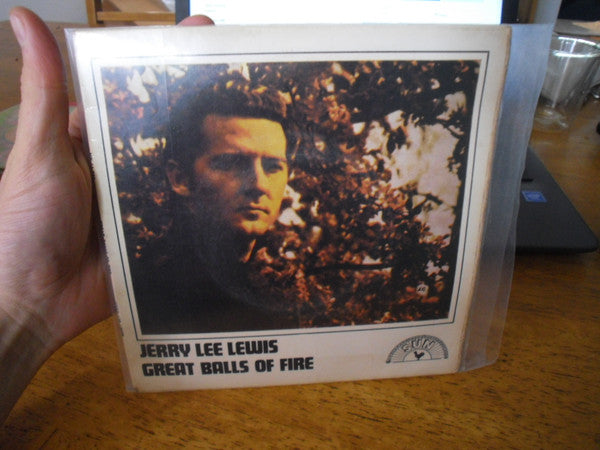 JERRY LEE LEWIS
GREAT BALLS OF FIRE
SUN